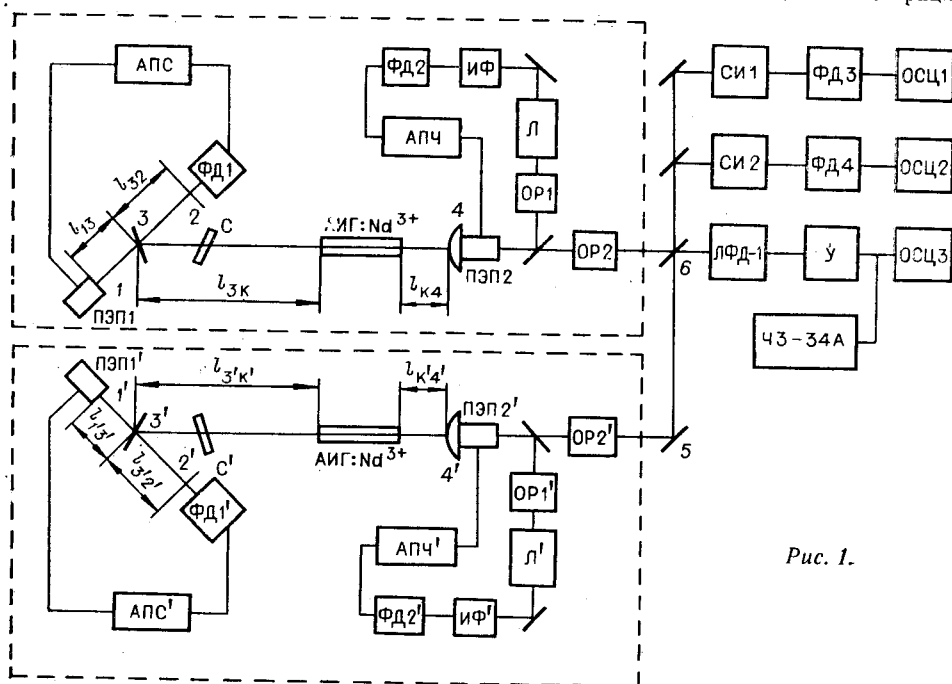 АПС
ФД2
ИФ
СИ1
ФД3
ОСЦ1
АПЧ
Л
l32
ФД1
СИ2
ФД4
ОСЦ2
ОР1
l13
3
2
С
АИГ:Nd3+
4
1
ПЭП2
ОР2
ЛФД-1
У
ОСЦ3
6
ПЭП1
l3к
lк4
Ч3-34А
ПЭП1'
l3'к'
lк'4'
1'
ПЭП2'
3'
ОР2'
l1'3'
2'
С'
АИГ:Nd3+
4'
5
l3'2'
ФД1'
ОР1'
АПЧ'
Л'
Рис. 1.
АПС'
ФД2'
ИФ'